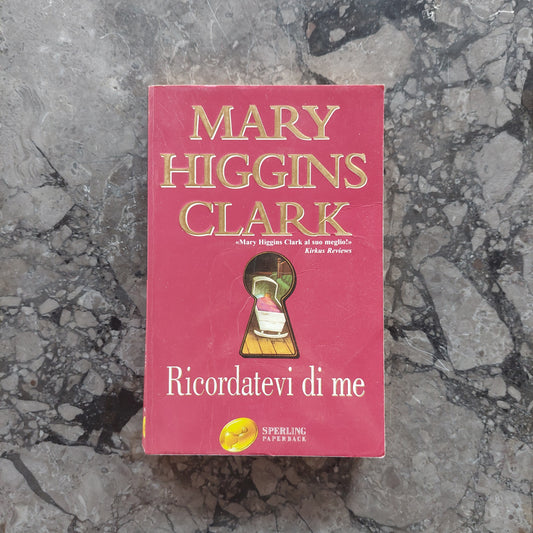 MARY
HIGGINS
CLARK
«Mary Higgins Clark al suo meglio!»
Kirkus Reviews
Ricordatevi di me
SPERLING
PAPERBACK